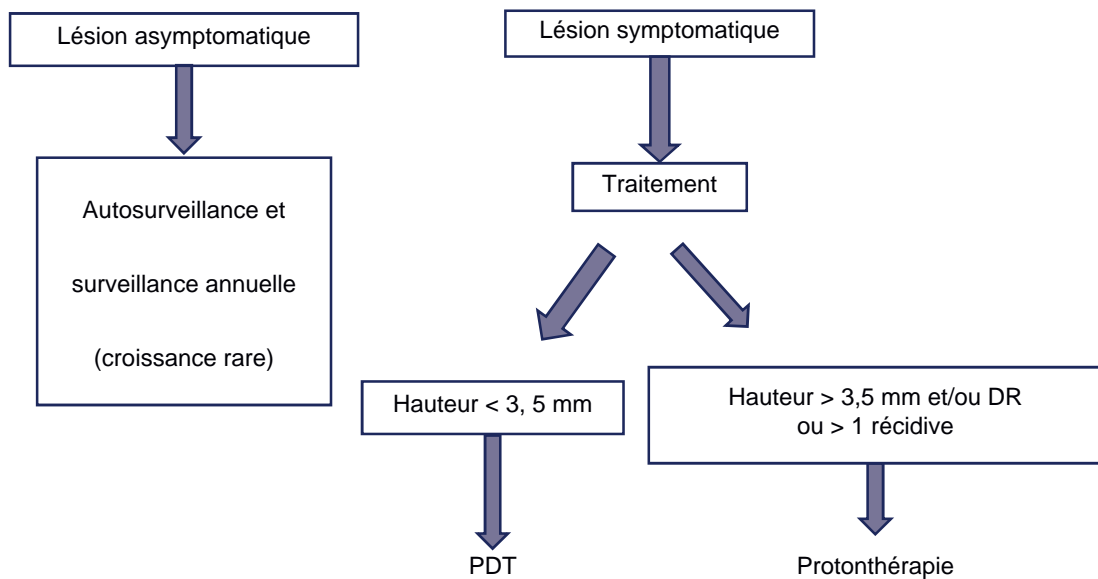 Lésion asymptomatique
Lésion symptomatique
Autosurveillance et
surveillance annuelle
(croissance rare)
Traitement
Hauteur < 3, 5 mm
Hauteur > 3,5 mm et/ou DR
ou > 1 récidive
PDT
Protonthérapie